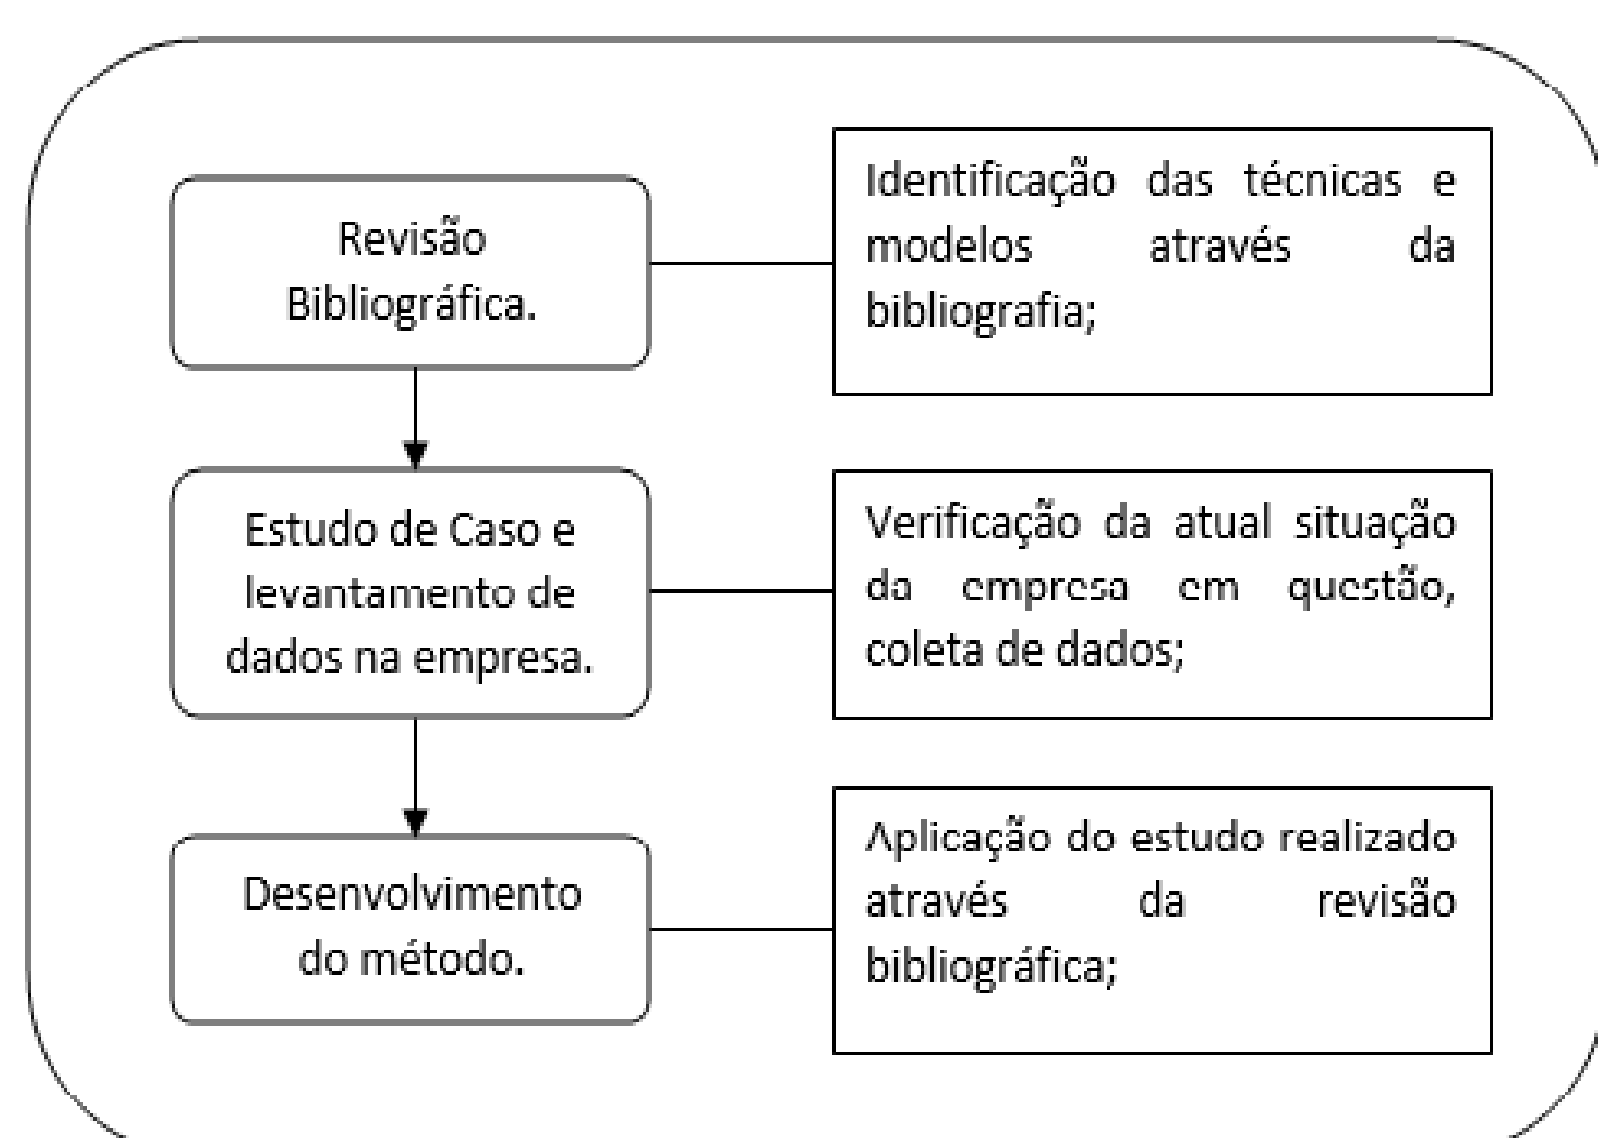 Revisão
Bibliográfica.
Identificação das técnicas e
modelos através da
bibliografia;
Estudo de Caso e
levantamento de
dados na empresa.
Verificação da atual situação
da empresa em questão,
coleta de dados;
Desenvolvimento
do método.
Aplicação do estudo realizado
através da revisão
bibliográfica;